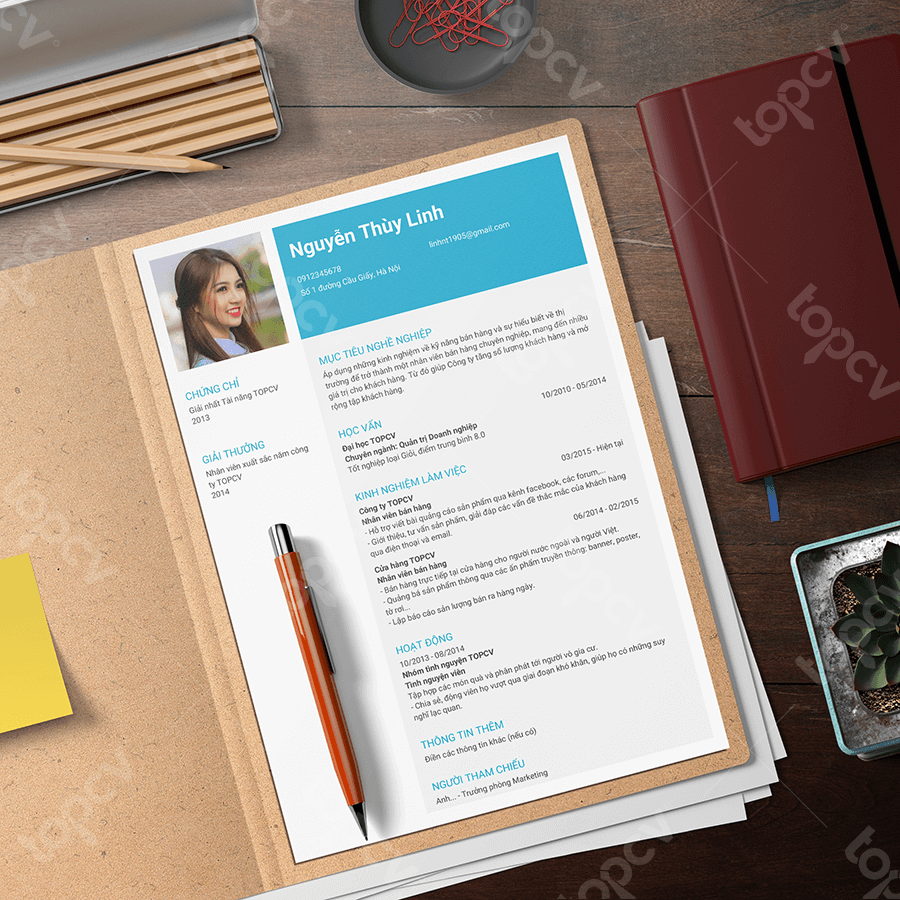 Nguyễn Thùy Linh
0912345678
linhnt1905@gmail.com
Số 1 đường Cầu Giấy, Hà Nội
CHỨNG CHỈ
Giải nhất Tài năng TOPCV
2013
GIẢI THƯỞNG
Nhân viên xuất sắc năm công
ty TOPCV
2014
MỤC TIÊU NGHỀ NGHIỆP
Áp dụng những kinh nghiệm về kỹ năng bán hàng và sự hiểu biết về thị
trường để trở thành một nhân viên bán hàng chuyên nghiệp, mang đến nhiều
giá trị cho khách hàng. Từ đó giúp Công ty tăng số lượng khách hàng và mở
rộng tập khách hàng.
HỌC VẤN
10/2010 - 05/2014
Đại học TOPCV
Chuyên ngành: Quản trị Doanh nghiệp
Tốt nghiệp loại Giỏi, điểm trung bình 8.0
KINH NGHIỆM LÀM VIỆC
03/2015 - Hiện tại
Công ty TOPCV
Nhân viên bán hàng
- Hỗ trợ viết bài quảng cáo sản phẩm qua kênh facebook, các forum,...
- Giới thiệu, tư vấn sản phẩm, giải đáp các vấn đề thắc mắc của khách hàng
qua điện thoại và email.
06/2014 - 02/2015
Cửa hàng TOPCV
Nhân viên bán hàng
- Bán hàng trực tiếp tại cửa hàng cho người nước ngoài và người Việt.
- Quảng bá sản phẩm thông qua các ấn phẩm truyền thông: banner, poster,
tờ rơi...
- Lập báo cáo sản lượng bán ra hàng ngày.
HOẠT ĐỘNG
10/2013 - 08/2014
Nhóm tình nguyện TOPCV
Tình nguyện viên
Tập hợp các món quà và phân phát tới người vô gia cư.
- Chia sẻ, động viên họ vượt qua giai đoạn khó khăn, giúp họ có những suy
nghĩ lạc quan.
THÔNG TIN THÊM
Điền các thông tin khác (nếu có)
NGƯỜI THAM CHIẾU
Anh... - Trưởng phòng Marketing
topcv
topcv
topcv
topcv
topcv
topcv
topcv
topcv